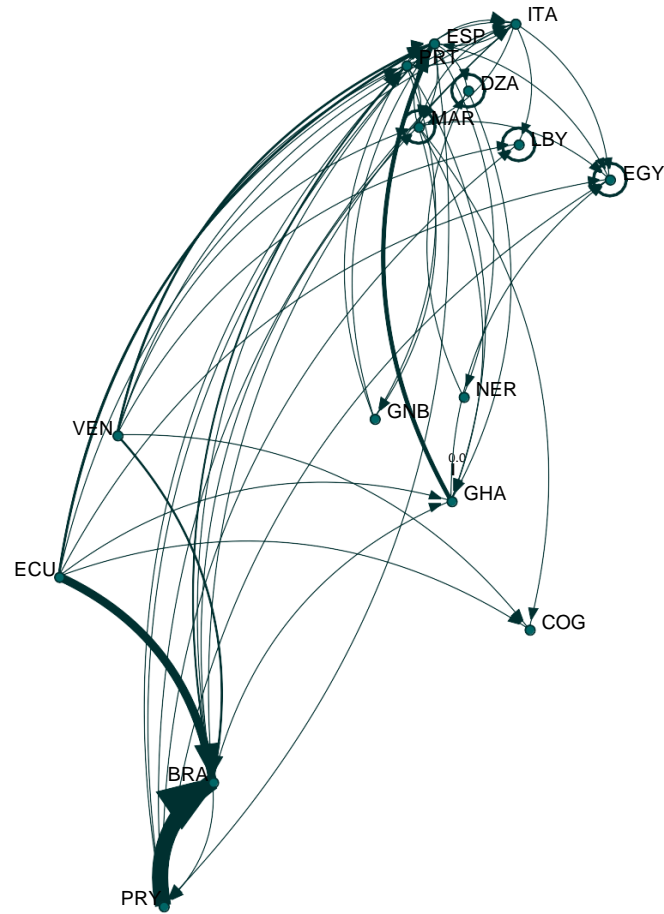 ITA
ESP
PRT
DZA
MAR
LBY
EGY
NER
GNB
VEN
0.0
GHA
ECU
COG
BRA
PRY